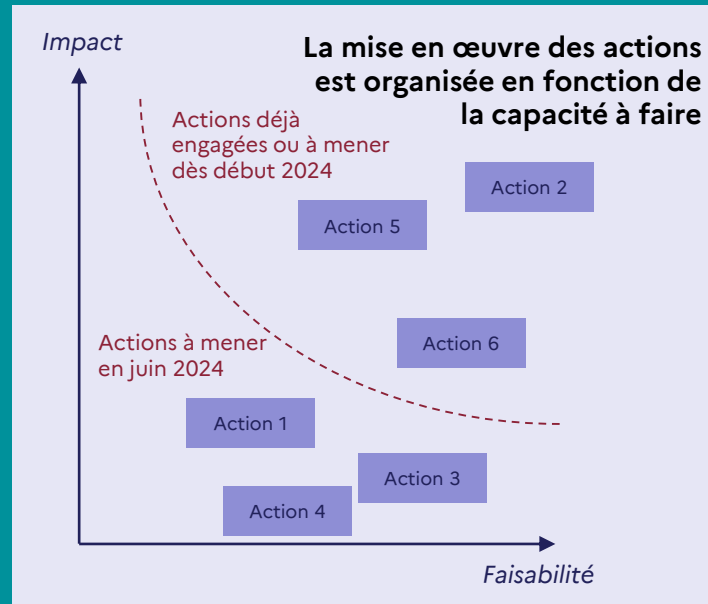 Impact
La mise en œuvre des actions
est organisée en fonction de
la capacité à faire
Actions déjà
engagées ou à mener
dès début 2024
Action 2
Action 5
Action 6
Actions à mener
en juin 2024
Action 1
Action 3
Action 4
Faisabilité